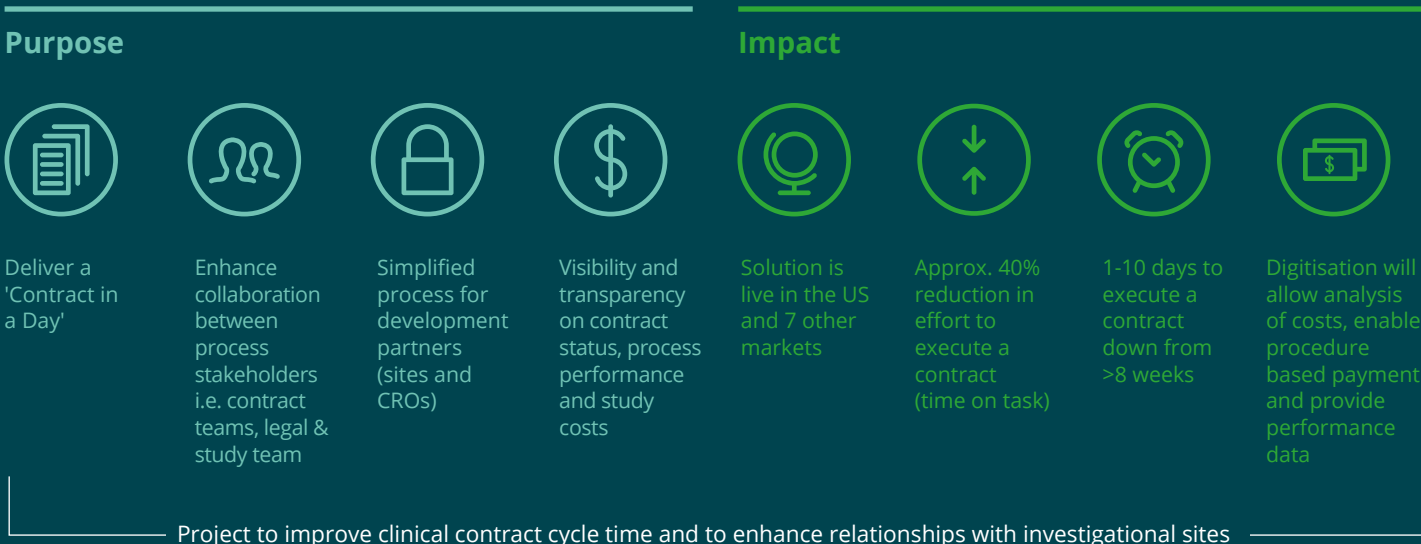 Purpose
Deliver a
'Contract in
a Day'
Enhance
collaboration
between
process
stakeholders
i.e. contract
teams, legal &
study team
Simplified
process for
development
partners
(sites and
CROs)
$
Visibility and
transparency
on contract
status, process
performance
and study
costs
Impact
Solution is
live in the US
and 7 other
markets
Approx. 40%
reduction in
effort to
execute a
contract
(time on task)
1-10 days to
execute a
contract
down from
>8 weeks
$
Digitisation will
allow analysis
of costs, enable
procedure
based payment
and provide
performance
data
Project to improve clinical contract cycle time and to enhance relationships with investigational sites